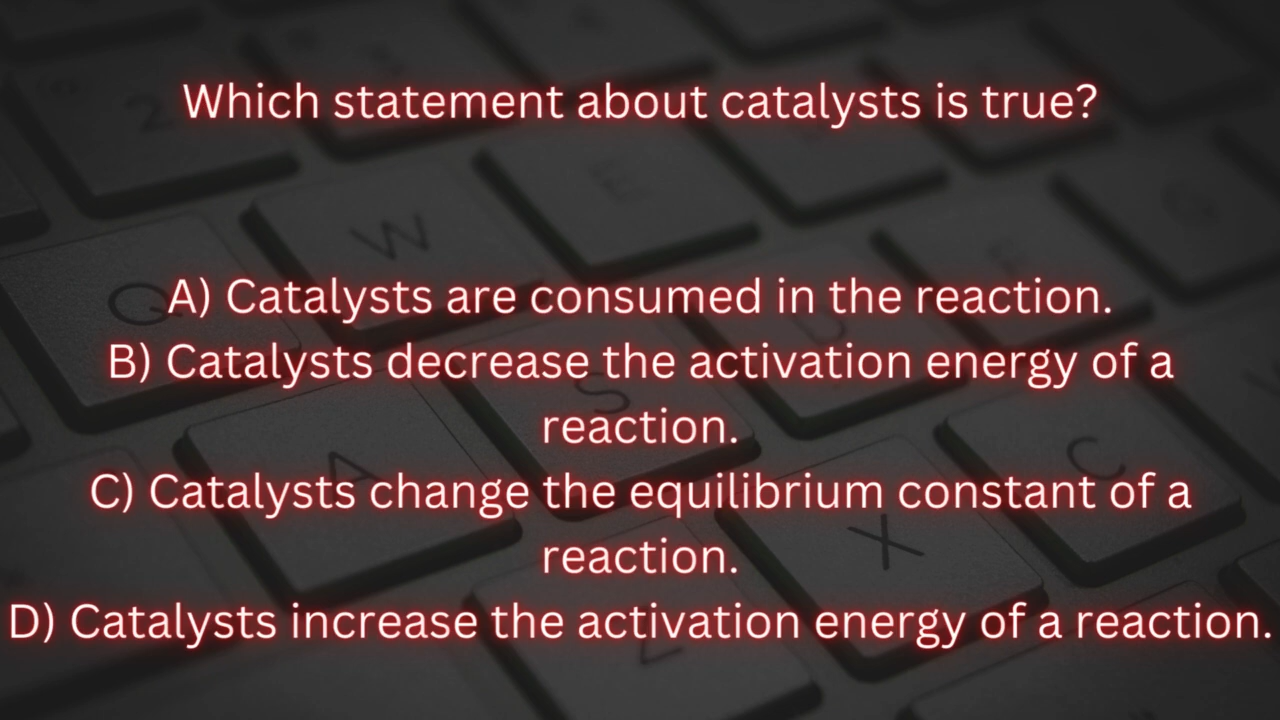 Which statement about catalysts is true?
A) Catalysts are consumed in the reaction.
B) Catalysts decrease the activation energy of a
reaction.
C) Catalysts change the equilibrium constant of a
reaction.
D) Catalysts increase the activation energy of a reaction.
W
E
Q
S
A
C
X
Z